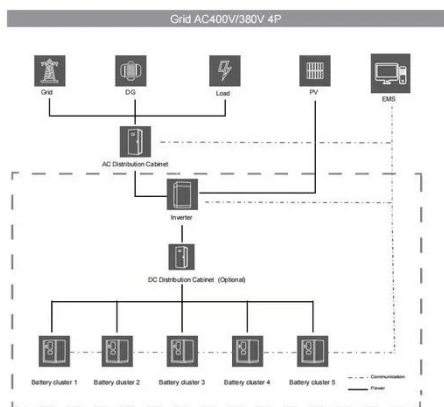 Grid AC400V/380V 4P
Grid
DG
Load
PV
EMS
AC Distribution Cabinet
Inverter
DC Distribution Cabinet (Optional)
Battery cluster 1
Battery cluster 2
Battery cluster 3
Battery cluster 4
Battery cluster 5
Communication
Power